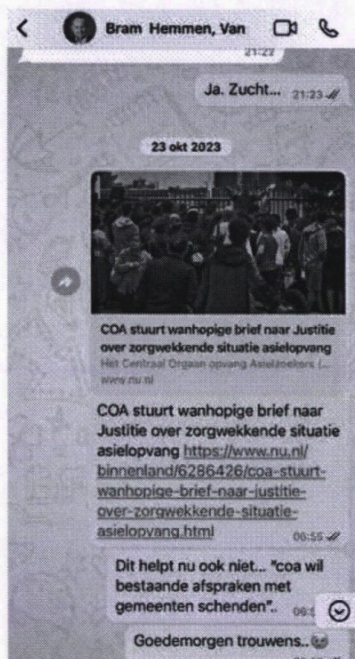 Bram Hemmen, Van
21:22
Ja. Zucht... 21:23
23 okt 2023
COA stuurt wanhopige brief naar Justitie
over zorgwekkende situatie asielopvang
Het Centraal Orgaan opvang Asielzoekers (...
www.nu.nl
COA stuurt wanhopige brief naar
Justitie over zorgwekkende situatie
asielopvang https://www.nu.nl/
binnenland/6286426/coa-stuurt-
wanhopige-brief-naar-justitie-
over-zorgwekkende-situatie-
asielopvang.html 06:55
Dit helpt nu ook niet... "coa wil
bestaande afspraken met
gemeenten schenden"..
Goedemorgen trouwens..